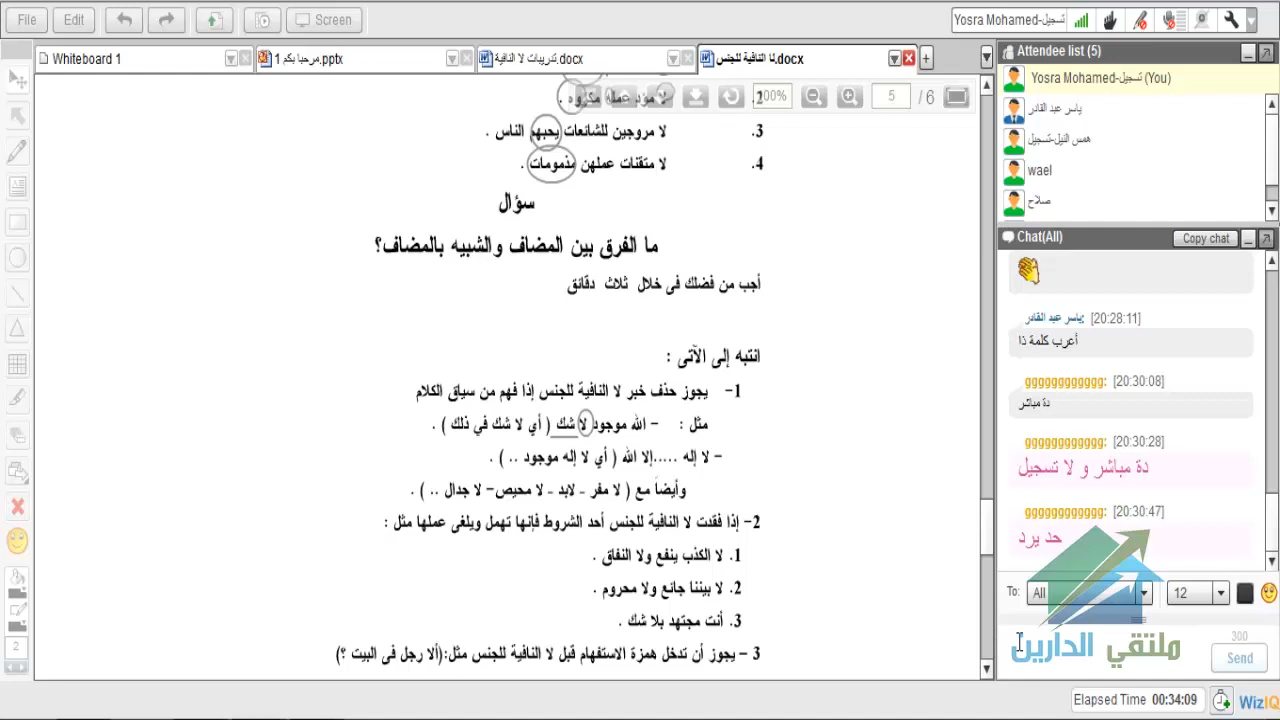 File Edit Screen
Yosra Mohamed-تسجيل
Whiteboard 1
مرحبا بكم 1.pptx
تدريبات لا النافية.docx
لا النافية للجنس.docx
Attendee list (5)
Yosra Mohamed-تسجيل (You)
ياسر عبد القادر
همس النيل-تسجيل
wael
صلاح
5 / 6
2. لا مؤد عمله مكروه .
3. لا مروجين للشائعات يحبهم الناس .
4. لا متقنات عملهن مذمومات .
سؤال
ما الفرق بين المضاف والشبيه بالمضاف؟
أجب من فضلك فى خلال ثلاث دقائق
انتبه إلى الآتى :
1- يجوز حذف خبر لا النافية للجنس إذا فهم من سياق الكلام
مثل : - الله موجود لا شك ( أي لا شك في ذلك ) .
- لا إله .....إلا الله ( أي لا إله موجود .. ) .
وأيضاً مع ( لا مفر - لابد - لا محيص- لا جدال .. ) .
2- إذا فقدت لا النافية للجنس أحد الشروط فإنها تهمل ويلغى عملها مثل :
1. لا الكذب ينفع ولا النفاق .
2. لا بيننا جائع ولا محروم .
3. أنت مجتهد بلا شك .
3 - يجوز أن تدخل همزة الاستفهام قبل لا النافية للجنس مثل:(ألا رجل فى البيت ؟)
Chat(All)
Copy chat
ياسر عبد القادر: [20:28:11]
أعرب كلمة ذا
gggggggggggg: [20:30:08]
دة مباشر
gggggggggggg: [20:30:28]
دة مباشر و لا تسجيل
gggggggggggg: [20:30:47]
حد يرد
To: All 12
ملتقي الدارين
300
Send
2
Elapsed Time 00:34:09
WizIQ